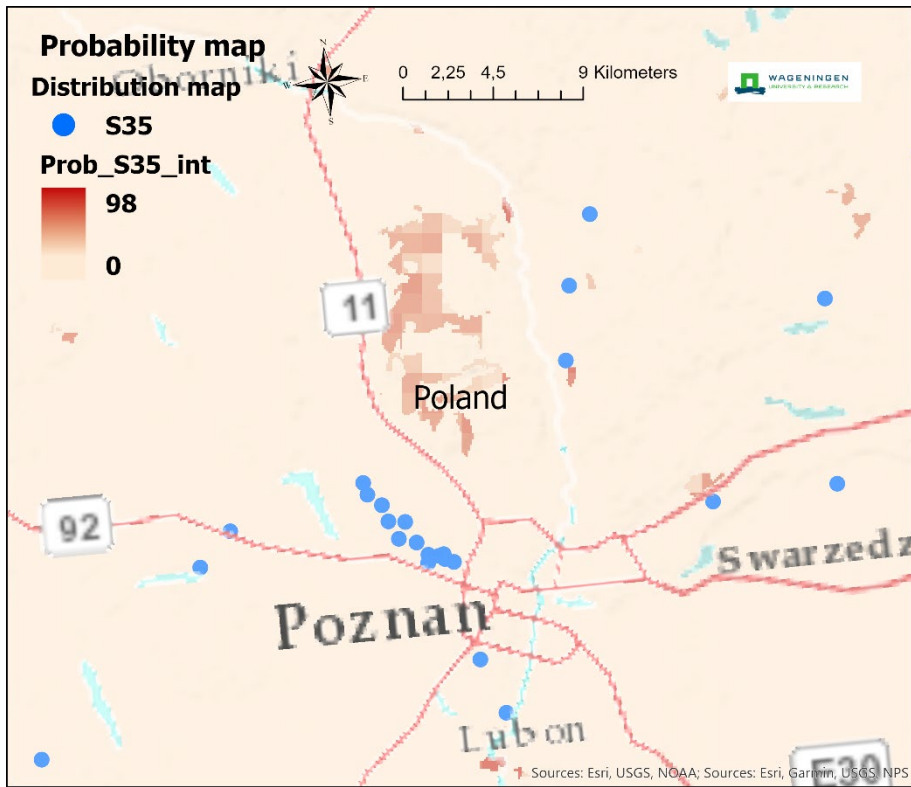 Probability map
Oborniki
Distribution map
S35
Prob_S35_int
98
0
N
W
E
S
0 2,25 4,5 9 Kilometers
WAGENINGEN
UNIVERSITY & RESEARCH
11
Poland
92
Swarzedz
Poznan
Lubon
E30
Sources: Esri, USGS, NOAA; Sources: Esri, Garmin, USGS, NPS